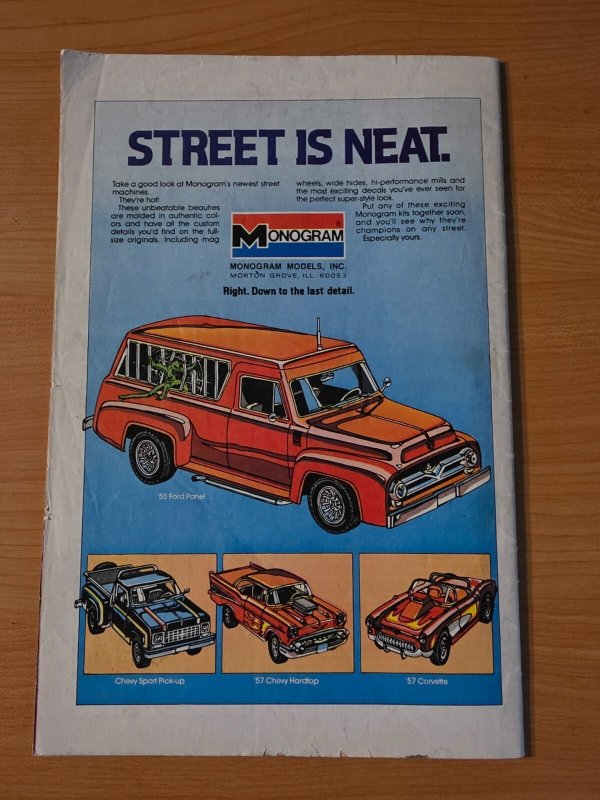 STREET IS NEAT.
Take a good look at Monogram's newest street
machines.
They're hot!
These unbeatable beauties
are molded in authentic col-
ors and have all the custom
details you'd find on the full-
size originals. Including mag
wheels, wide hides, hi-performance mills and
the most exciting decals you've ever seen for
the perfect super-style look.
Put any of these exciting
Monogram kits together soon,
and you'll see why they're
champions on any street.
Especially yours.
MONOGRAM
MONOGRAM MODELS, INC.
MORTON GROVE, ILL. 60053
Right. Down to the last detail.
'55 Ford Panel
Chevy Sport Pick-up
'57 Chevy Hardtop
'57 Corvette